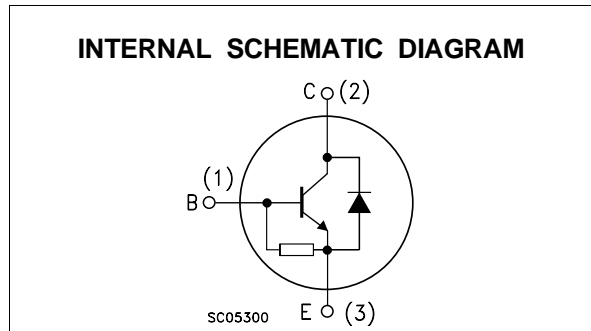 INTERNAL SCHEMATIC DIAGRAM
C (2)
(1)
B
SC05300 E (3)